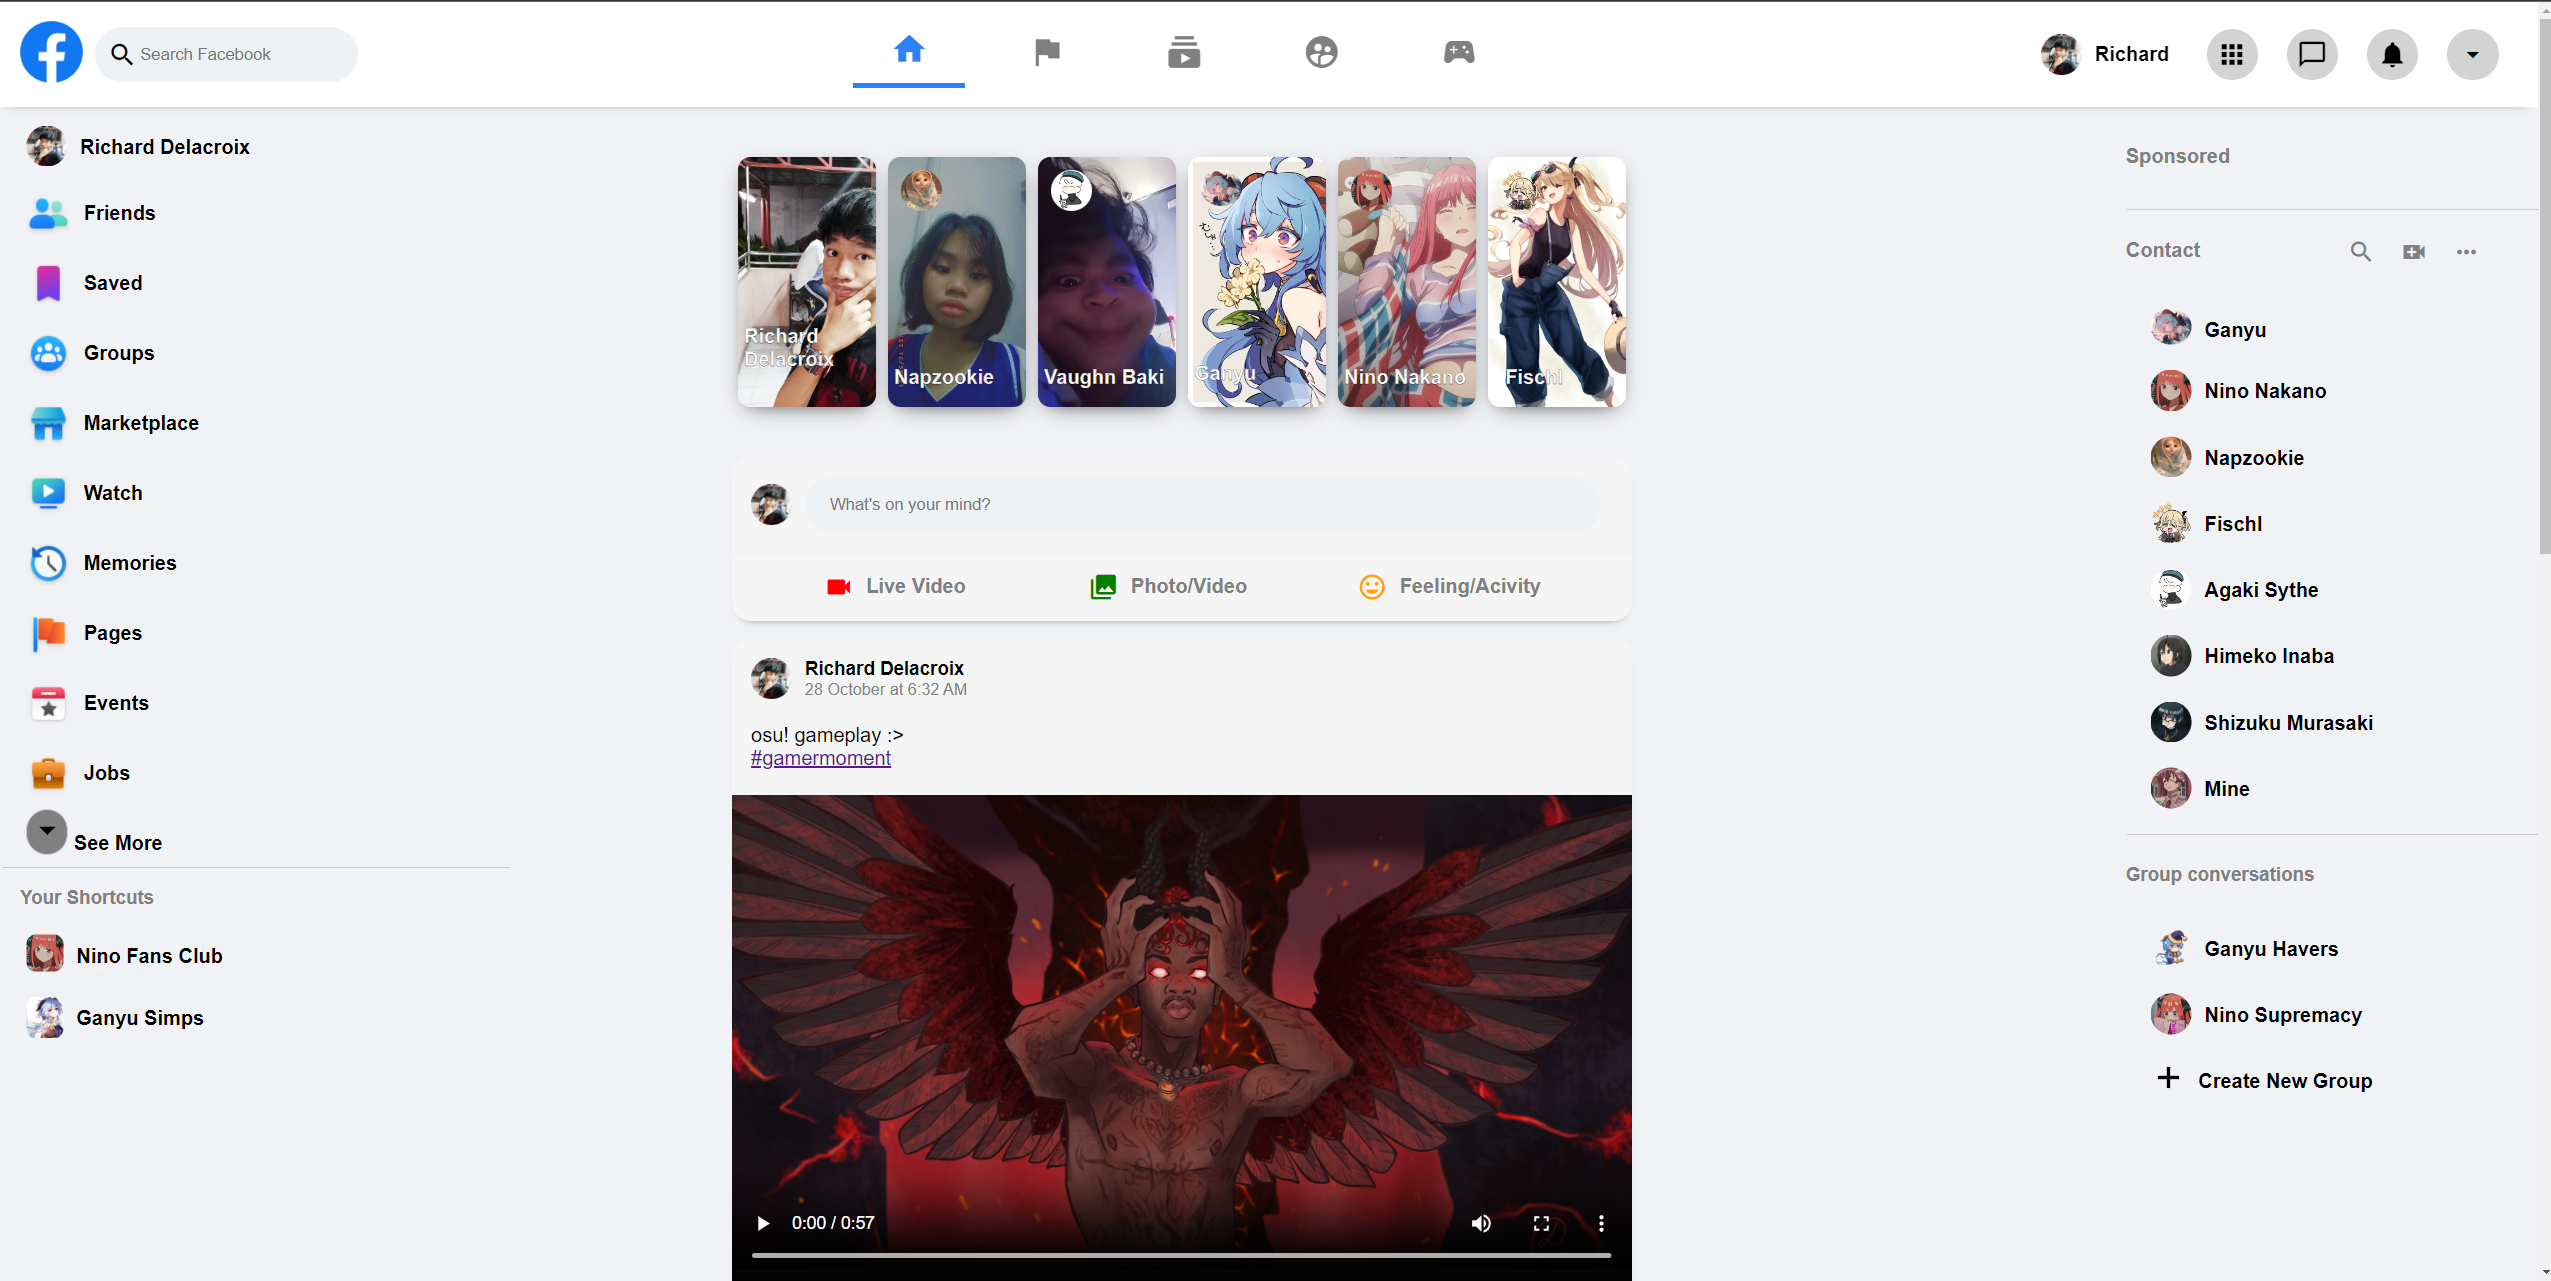 Search Facebook
Richard
Richard Delacroix
Friends
Saved
Groups
Marketplace
Watch
Memories
Pages
Events
Jobs
See More
Your Shortcuts
Nino Fans Club
Ganyu Simps
Richard
Delacroix
Napzookie
Vaughn Baki
Ganyu
Nino Nakano
Fischl
What's on your mind?
Live Video
Photo/Video
Feeling/Acivity
Richard Delacroix
28 October at 6:32 AM
osu! gameplay :>
#gamermoment
0:00 / 0:57
Sponsored
Contact
Ganyu
Nino Nakano
Napzookie
Fischl
Agaki Sythe
Himeko Inaba
Shizuku Murasaki
Mine
Group conversations
Ganyu Havers
Nino Supremacy
Create New Group